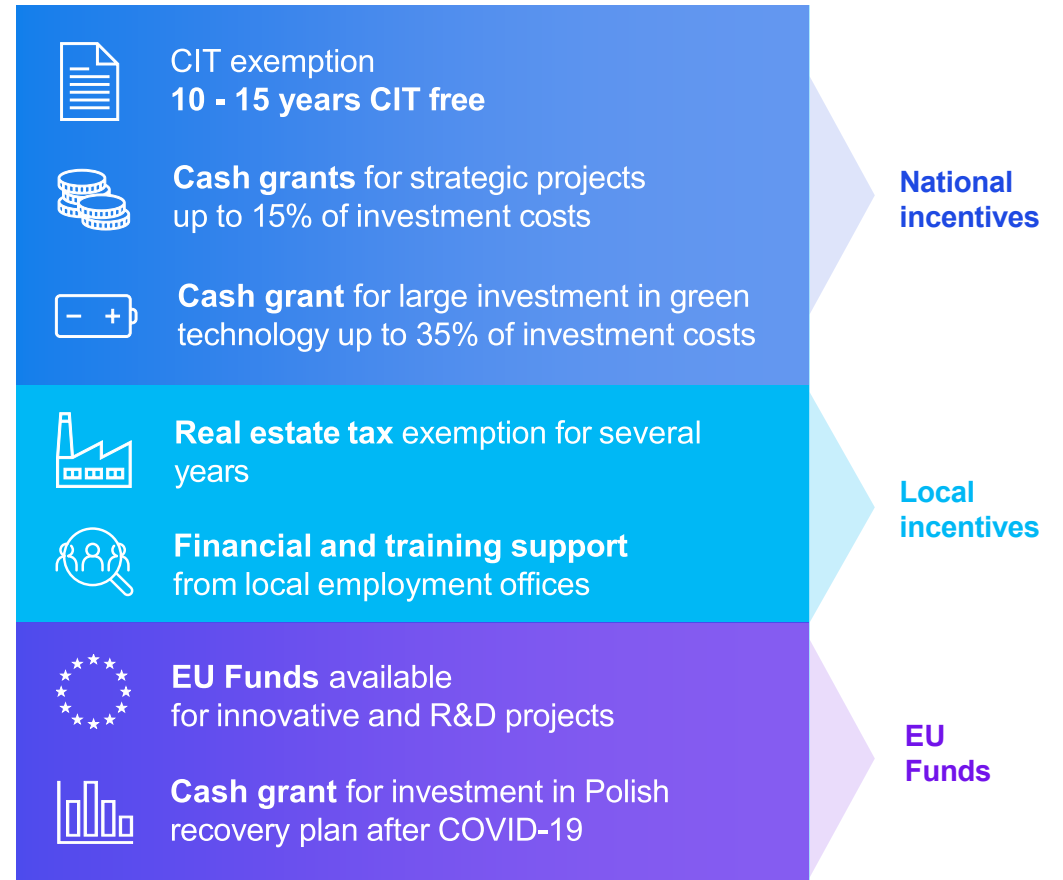 CIT exemption
10 - 15 years CIT free
Cash grants for strategic projects
up to 15% of investment costs
Cash grant for large investment in green
technology up to 35% of investment costs
National
incentives
Real estate tax exemption for several
years
Financial and training support
from local employment offices
Local
incentives
EU Funds available
for innovative and R&D projects
Cash grant for investment in Polish
recovery plan after COVID-19
EU
Funds